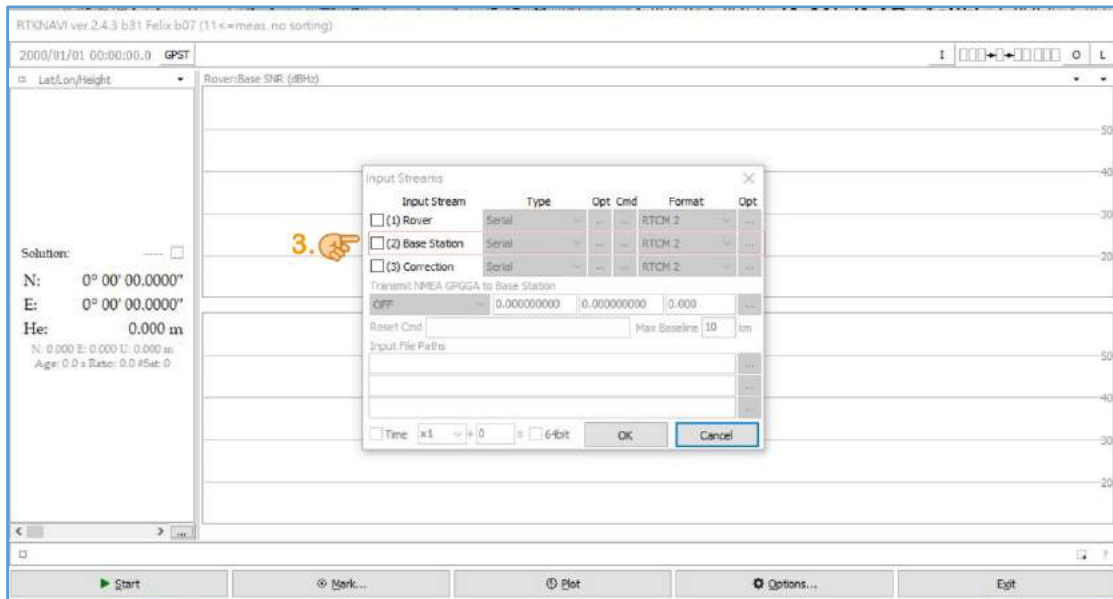 RTKNAVI ver.2.4.3 b31 Felix b07 (11<=meas. no sorting)
2000/01/01 00:00:00.0 GPST I O L
Lat/Lon/Height Rover:Base SNR (dBHz)
50
40
30
20
Input Streams
Input Stream Type Opt Cmd Format Opt
(1) Rover Serial ... ... RTCM 2 ...
3. (2) Base Station Serial ... ... RTCM 2 ...
(3) Correction Serial ... ... RTCM 2 ...
Transmit NMEA GPGGA to Base Station
OFF 0.000000000 0.000000000 0.000 ...
Reset Cmd Max Baseline 10 km
Input File Paths
...
...
...
Time x1 + 0 s 64bit OK Cancel
Solution: ----
N: 0° 00' 00.0000"
E: 0° 00' 00.0000"
He: 0.000 m
N: 0.000 E: 0.000 U: 0.000 m
Age: 0.0 s Ratio: 0.0 #Sat: 0
50
40
30
20
< > ...
?
Start Mark... Plot Options... Exit